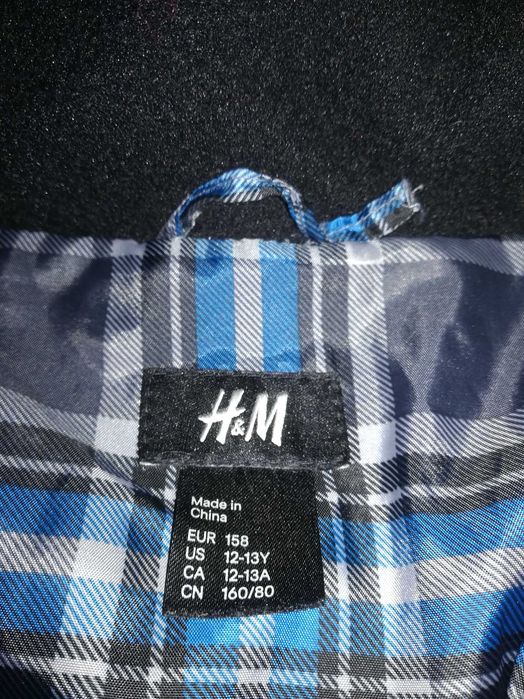 H&M
Made in
China
EUR 158
US 12-13Y
CA 12-13A
CN 160/80